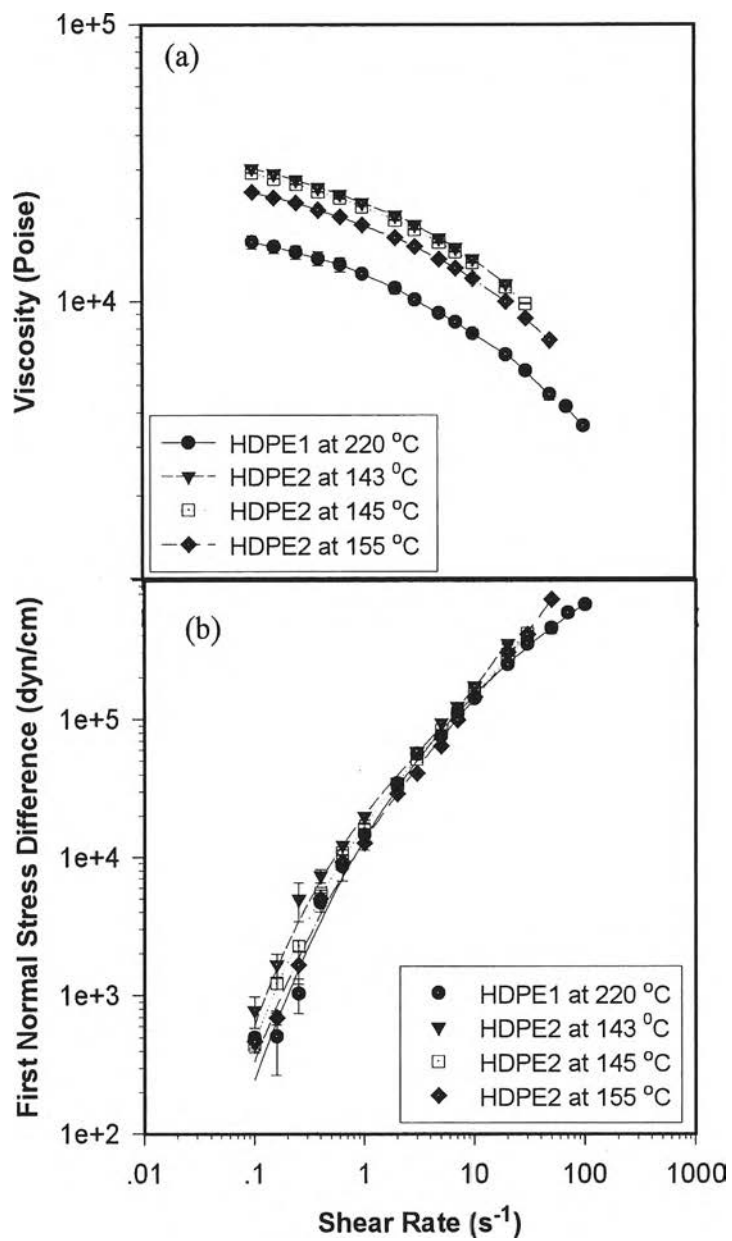 1e+5
(a)
Viscosity (Poise)
1e+4
HDPE1 at 220 °C
HDPE2 at 143 ⁰C
HDPE2 at 145 °C
HDPE2 at 155 °C
(b)
First Normal Stress Difference (dyn/cm)
1e+5
1e+4
1e+3
1e+2
HDPE1 at 220 °C
HDPE2 at 143 ⁰C
HDPE2 at 145 °C
HDPE2 at 155 °C
.01 .1 1 10 100 1000
Shear Rate (s⁻¹)